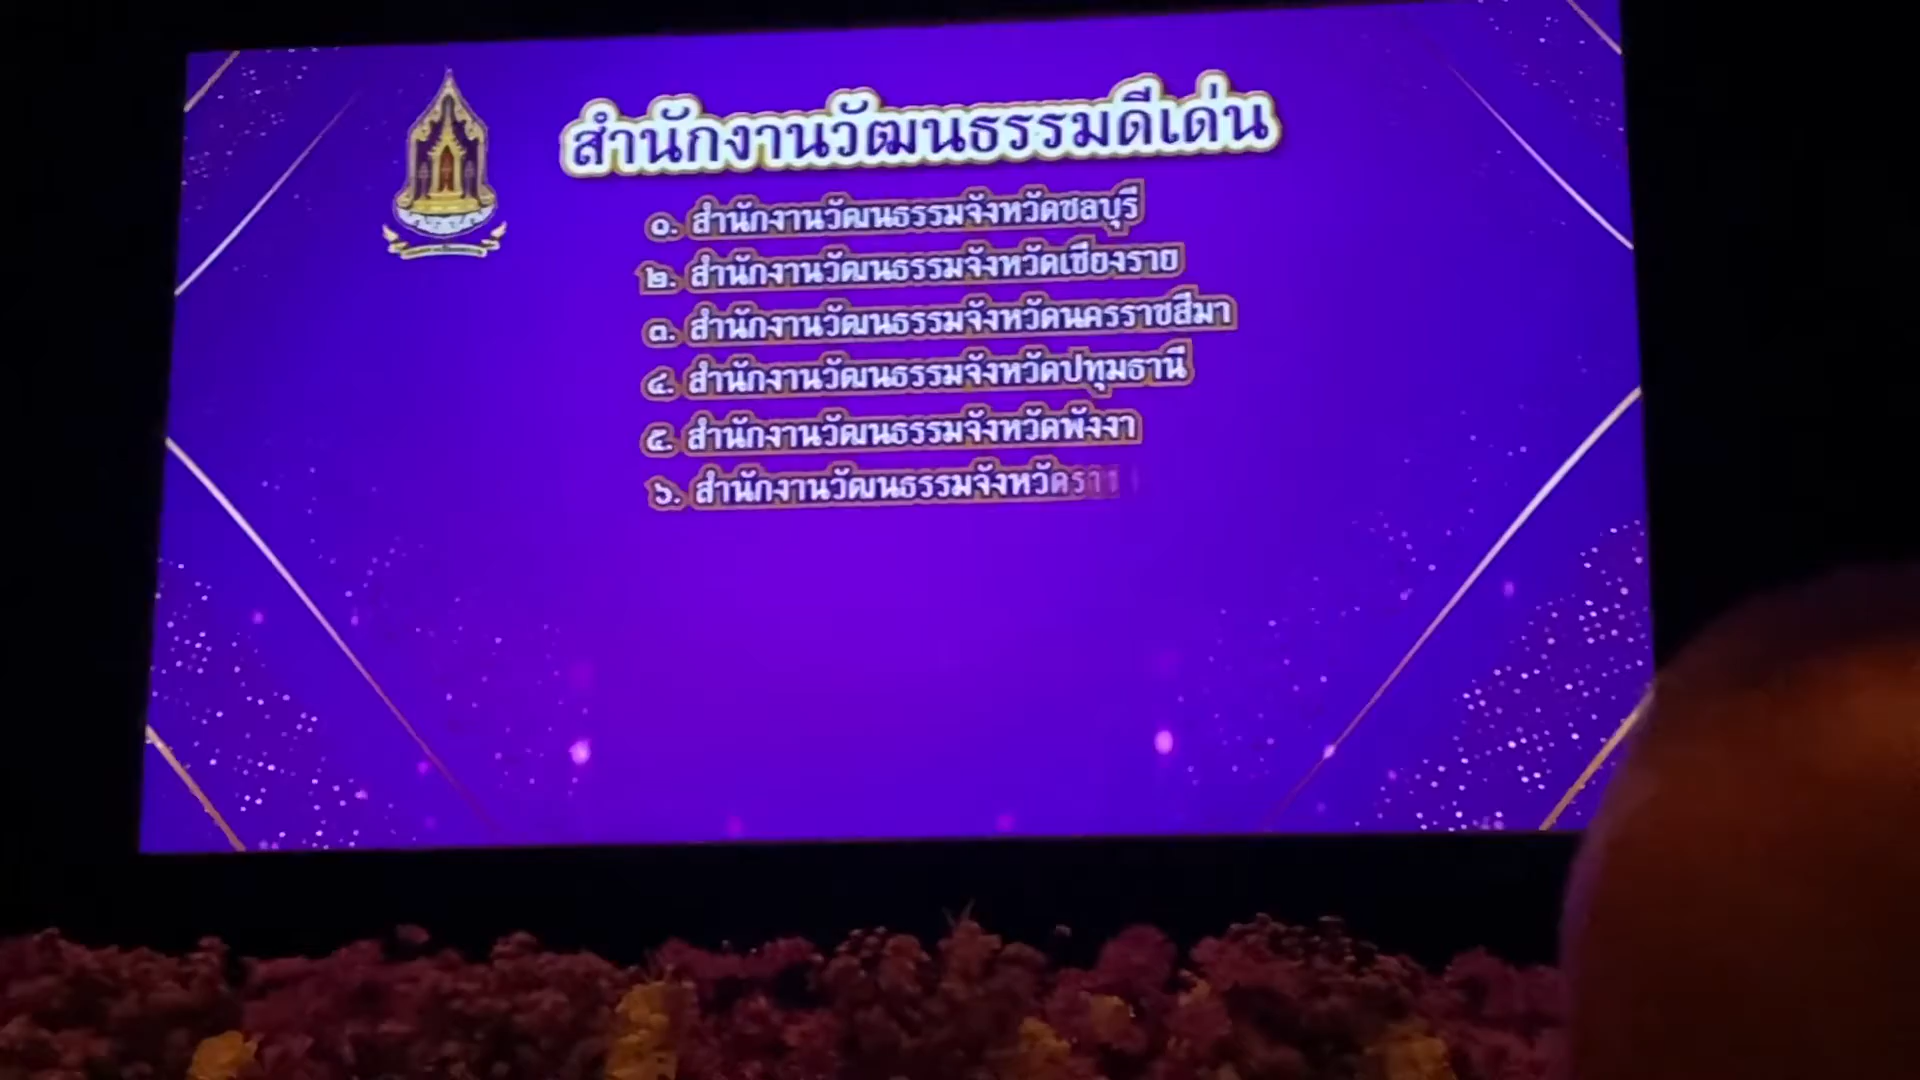 สำนักงานวัฒนธรรมดีเด่น
๑. สำนักงานวัฒนธรรมจังหวัดชลบุรี
๒. สำนักงานวัฒนธรรมจังหวัดเชียงราย
๓. สำนักงานวัฒนธรรมจังหวัดนครราชสีมา
๔. สำนักงานวัฒนธรรมจังหวัดปทุมธานี
๕. สำนักงานวัฒนธรรมจังหวัดพังงา
๖. สำนักงานวัฒนธรรมจังหวัด